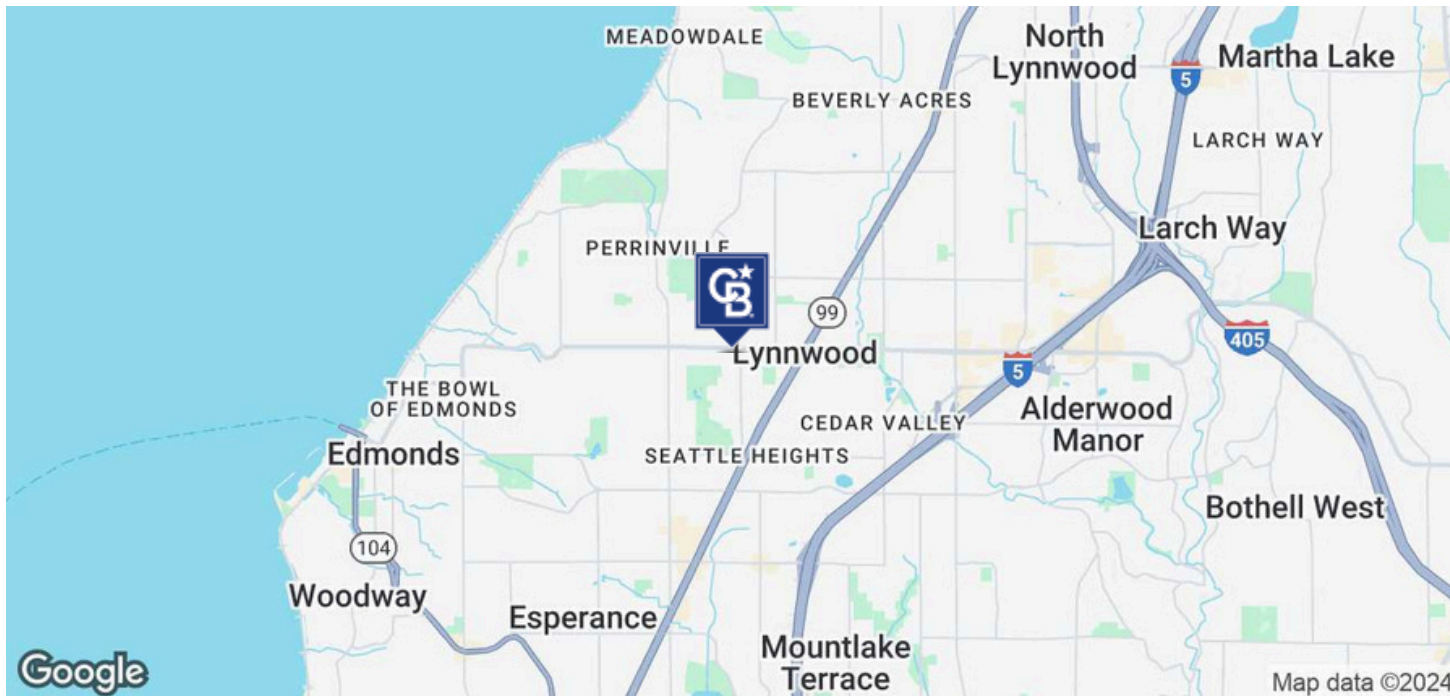 MEADOWDALE
North
Lynnwood
Martha Lake
5
BEVERLY ACRES
LARCH WAY
Larch Way
PERRINVILLE
CB
99
Lynnwood
405
5
THE BOWL
OF EDMONDS
Alderwood
Manor
CEDAR VALLEY
Edmonds
SEATTLE HEIGHTS
Bothell West
104
Woodway
Esperance
Mountlake
Terrace
Google
Map data ©2024